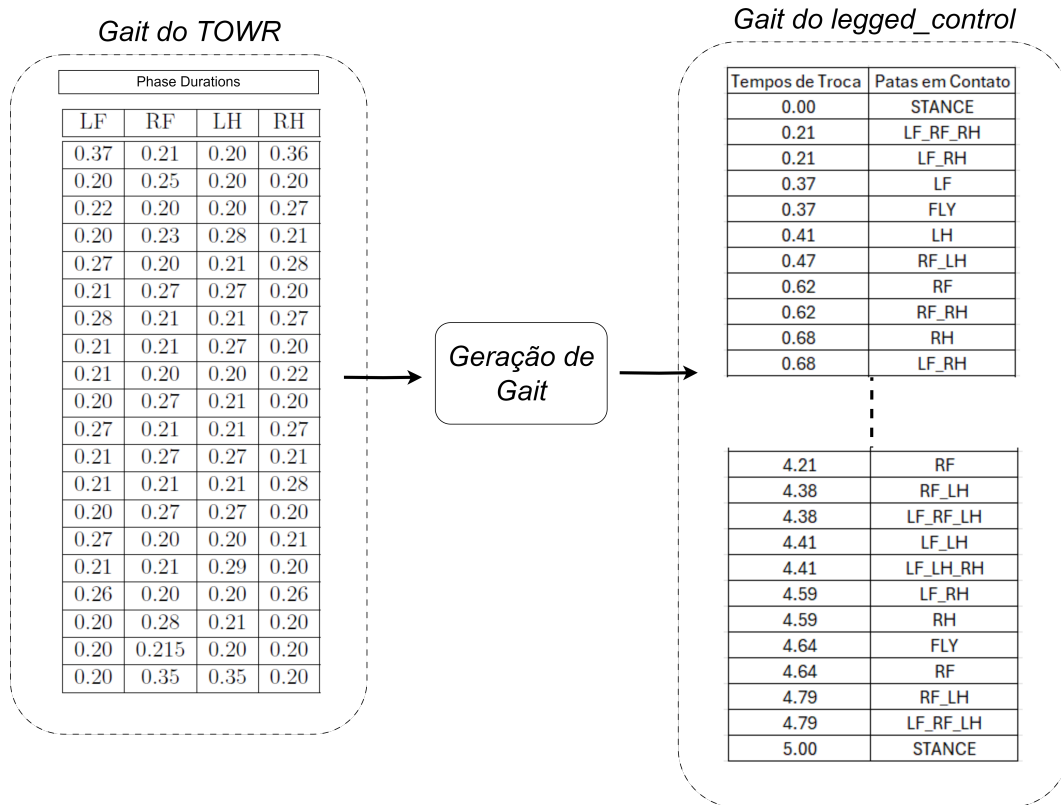 Gait do TOWR
Phase Durations
LF RF LH RH
0.37 0.21 0.20 0.36
0.20 0.25 0.20 0.20
0.22 0.20 0.20 0.27
0.20 0.23 0.28 0.21
0.27 0.20 0.21 0.28
0.21 0.27 0.27 0.20
0.28 0.21 0.21 0.27
0.21 0.21 0.27 0.20
0.21 0.20 0.20 0.22
0.20 0.27 0.21 0.20
0.27 0.21 0.21 0.27
0.21 0.27 0.27 0.21
0.21 0.21 0.21 0.28
0.20 0.27 0.27 0.20
0.27 0.20 0.20 0.21
0.21 0.21 0.29 0.20
0.26 0.20 0.20 0.26
0.20 0.28 0.21 0.20
0.20 0.215 0.20 0.20
0.20 0.35 0.35 0.20
Geração de
Gait
Gait do legged_control
Tempos de Troca Patas em Contato
0.00 STANCE
0.21 LF_RF_RH
0.21 LF_RH
0.37 LF
0.37 FLY
0.41 LH
0.47 RF_LH
0.62 RF
0.62 RF_RH
0.68 RH
0.68 LF_RH
4.21 RF
4.38 RF_LH
4.38 LF_RF_LH
4.41 LF_LH
4.41 LF_LH_RH
4.59 LF_RH
4.59 RH
4.64 FLY
4.64 RF
4.79 RF_LH
4.79 LF_RF_LH
5.00 STANCE